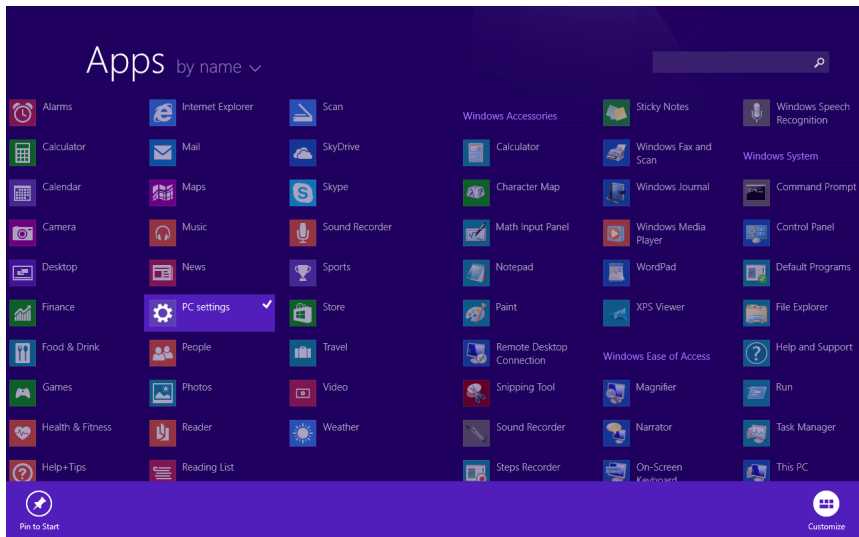 Apps by name
Alarms
Calculator
Calendar
Camera
Desktop
Finance
Food & Drink
Games
Health & Fitness
Help+Tips
Internet Explorer
Mail
Maps
Music
News
PC settings
People
Photos
Reader
Reading List
Scan
SkyDrive
Skype
Sound Recorder
Sports
Store
Travel
Video
Weather
Windows Accessories
Calculator
Character Map
Math Input Panel
Notepad
Paint
Remote Desktop
Connection
Snipping Tool
Sound Recorder
Steps Recorder
Sticky Notes
Windows Fax and
Scan
Windows Journal
Windows Media
Player
WordPad
XPS Viewer
Windows Ease of Access
Magnifier
Narrator
On-Screen
Keyboard
Windows Speech
Recognition
Windows System
Command Prompt
Control Panel
Default Programs
File Explorer
Help and Support
Run
Task Manager
This PC
Pin to Start
Customize